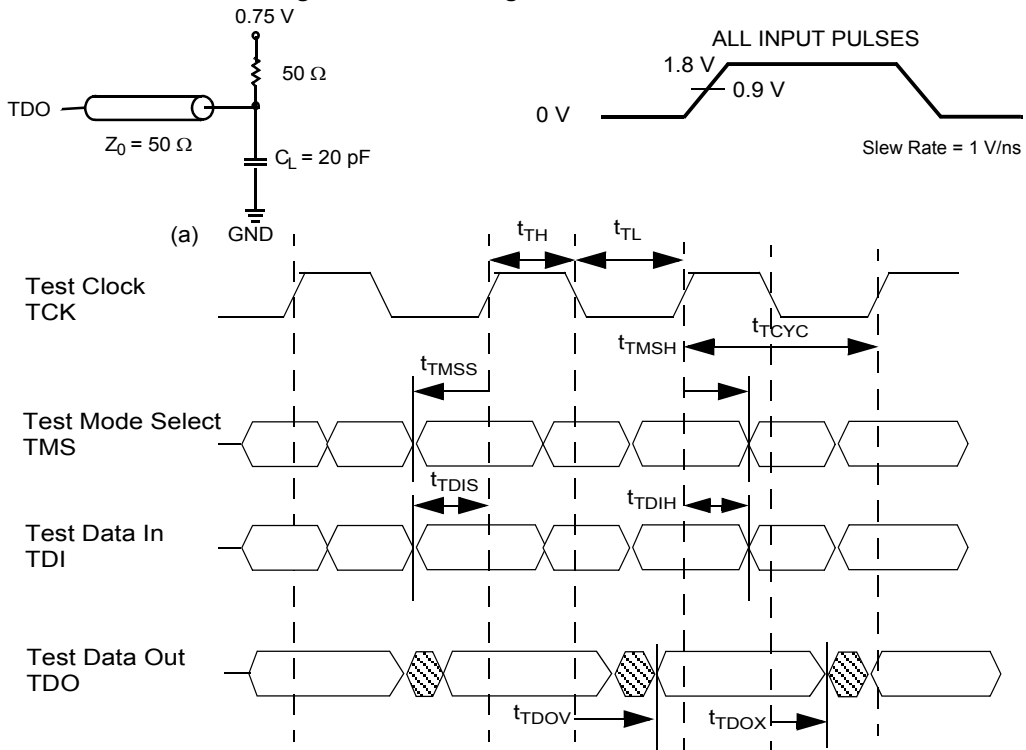 0.75 V
50 Ω
TDO
Z0 = 50 Ω
CL = 20 pF
(a) GND
ALL INPUT PULSES
1.8 V
0.9 V
0 V
Slew Rate = 1 V/ns
tTH
tTL
Test Clock
TCK
tTCYC
tTMSH
tTMSS
Test Mode Select
TMS
tTDIS
tTDIH
Test Data In
TDI
Test Data Out
TDO
tTDOV
tTDOX